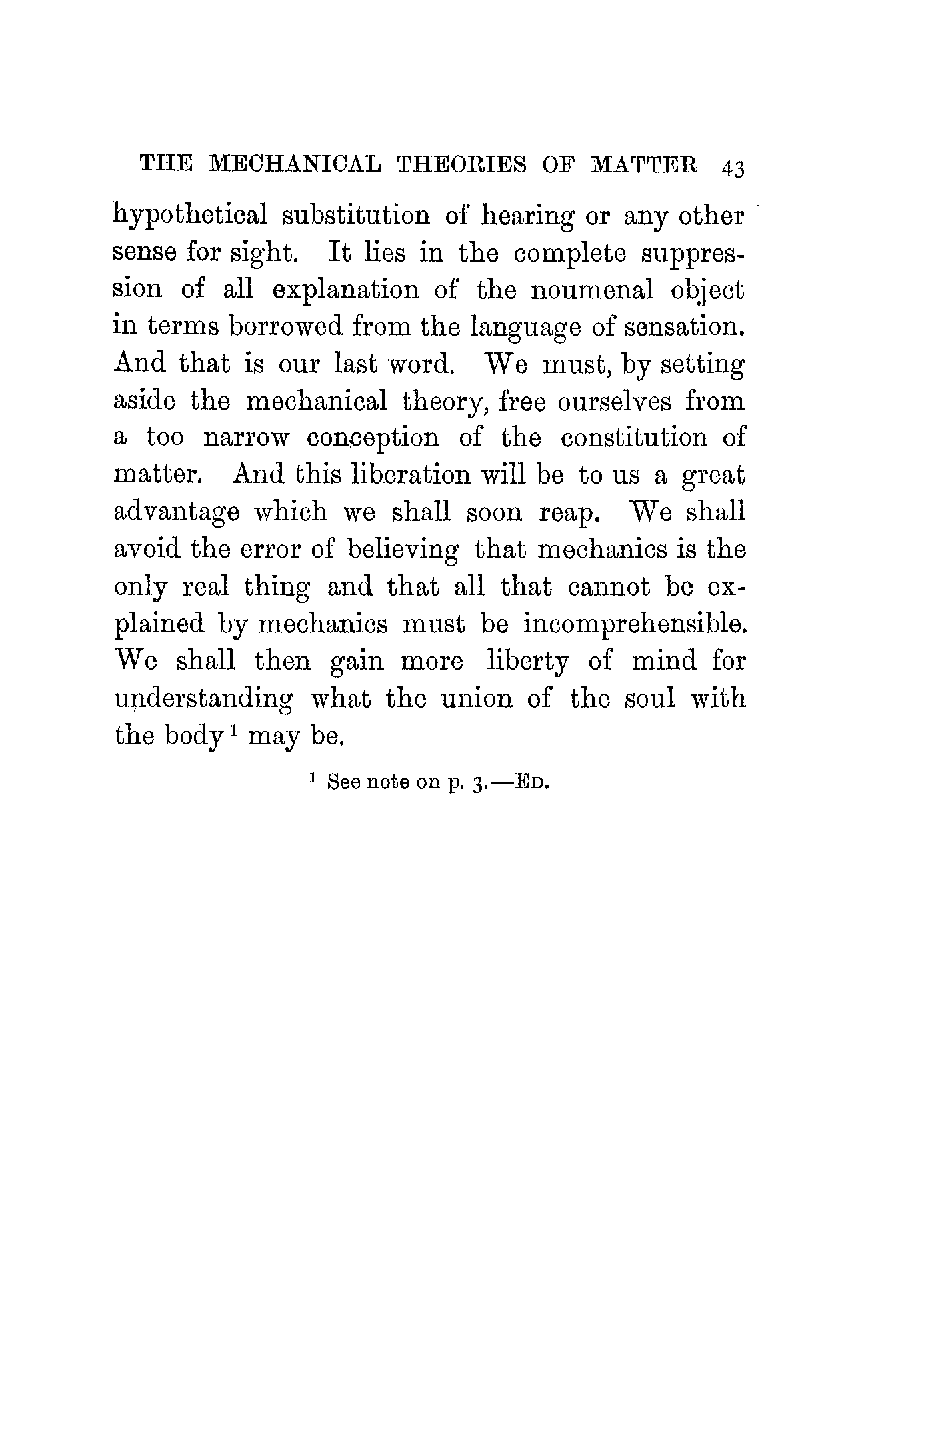 THE MECHANICAL THEORIES OF MATTER 43
hypothetical substitution of hearing or any other
sense for sight. It lies in the complete suppres-
sion of all explanation of the noumenal object
in terms borrowed from the language of sensation.
And that is our last word. We must, by setting
aside the mechanical theory, free ourselves from
a too narrow conception of the constitution of
matter. And this liberation will be to us a great
advantage which we shall soon reap. We shall
avoid the error of believing that mechanics is the
only real thing and that all that cannot be ex-
plained by mechanics must be incomprehensible.
We shall then gain more liberty of mind for
understanding what the union of the soul with
the body¹ may be.
¹ See note on p. 3.—ED.